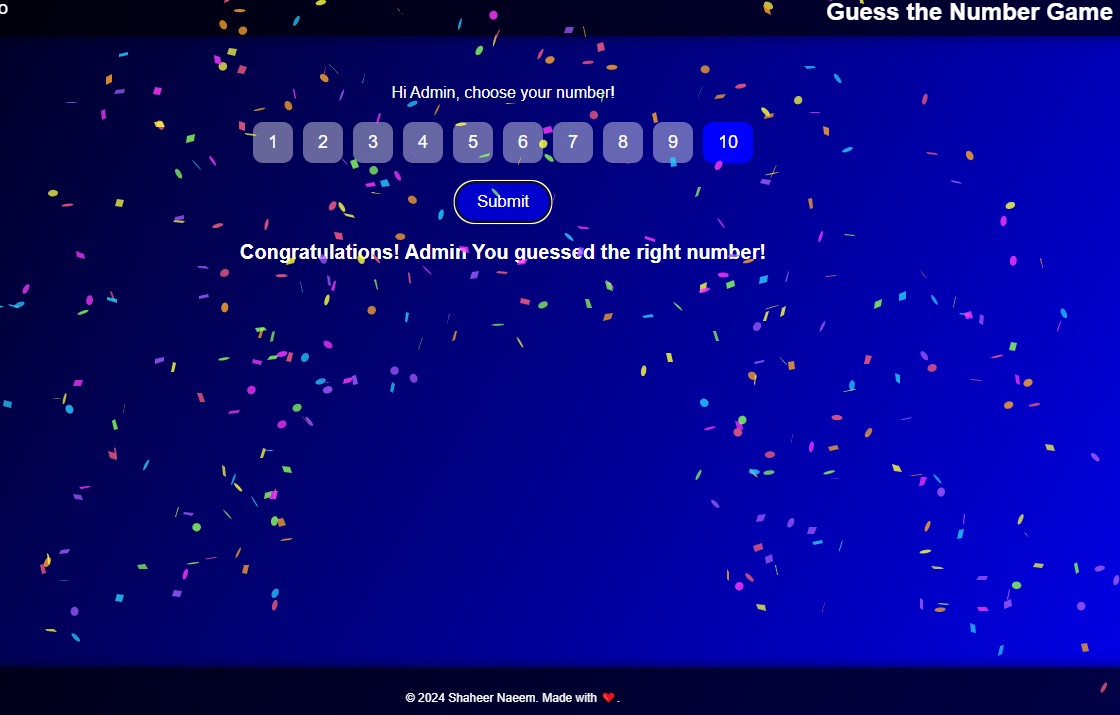 Guess the Number Game
Hi Admin, choose your number!
1 2 3 4 5 6 7 8 9 10
Submit
Congratulations! Admin You guessed the right number!
© 2024 Shaheer Naeem. Made with ❤️.